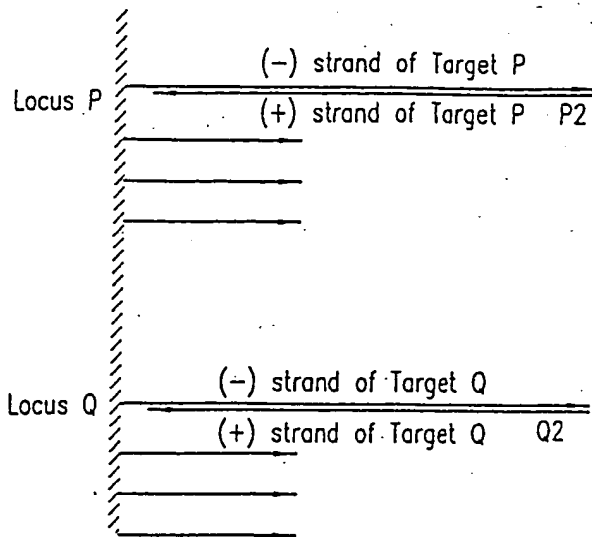 (-) strand of Target P
Locus P
(+) strand of Target P P2
(-) strand of Target Q
Locus Q
(+) strand of Target Q Q2